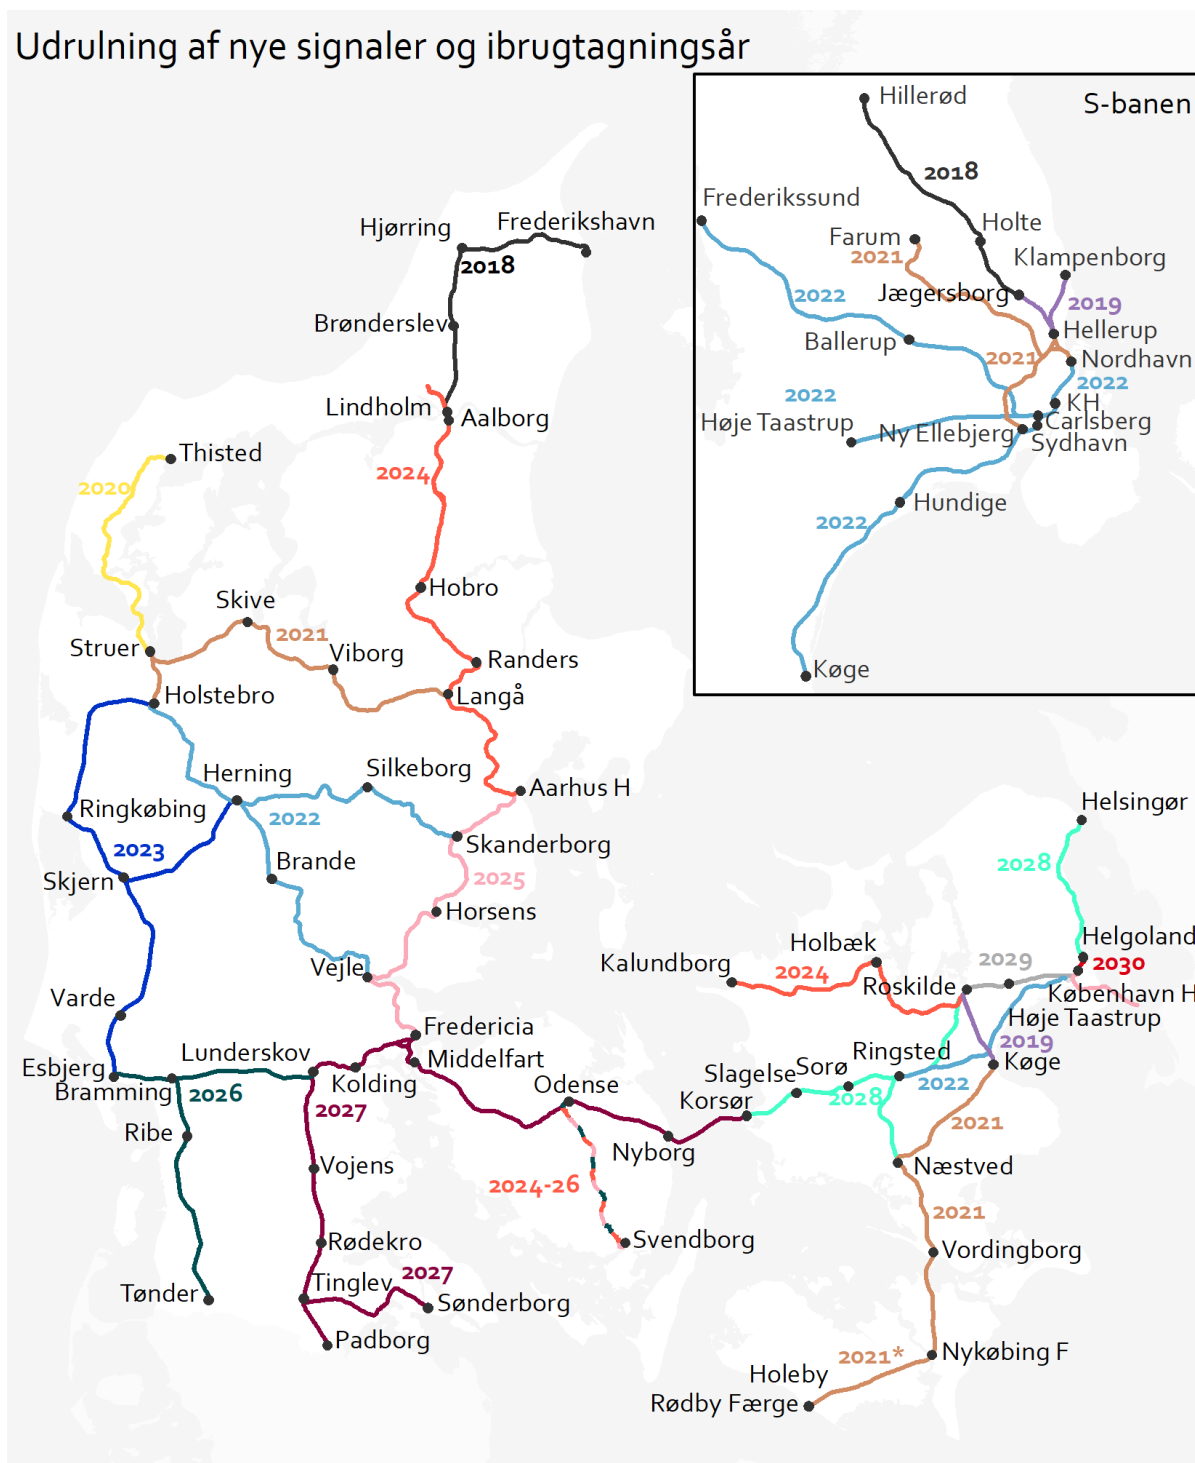 Udrulning af nye signaler og ibrugtagningsår
S-banen
Hillerød
2018
Frederikssund
Holte
Farum
2021
Klampenborg
Jægersborg
2022
2019
Hellerup
Ballerup
2021
Nordhavn
2022
2022
KH
Høje Taastrup
Carlsberg
Ny Ellebjerg
Sydhavn
Hundige
2022
Køge
Hjørring
Frederikshavn
2018
Brønderslev
Lindholm
Aalborg
Thisted
2024
2020
Hobro
Skive
2021
Struer
Viborg
Randers
Holstebro
Langå
Herning
Silkeborg
Aarhus H
Ringkøbing
2022
2023
Brande
Skanderborg
Skjern
2025
Horsens
Vejle
Varde
Fredericia
Esbjerg
Lunderskov
Middelfart
Bramming
2026
Kolding
2027
Odense
Ribe
Vojens
Nyborg
2024-26
Rødekro
Svendborg
Tønder
Tinglev
2027
Sønderborg
Padborg
Helsingør
2028
Helgoland
Holbæk
2029
2030
Kalundborg
2024
Roskilde
København H
Høje Taastrup
Ringsted
2019
Slagelse
Sorø
Køge
Korsør
2028
2022
2021
Næstved
2021
Vordingborg
2021*
Nykøbing F
Holeby
Rødby Færge